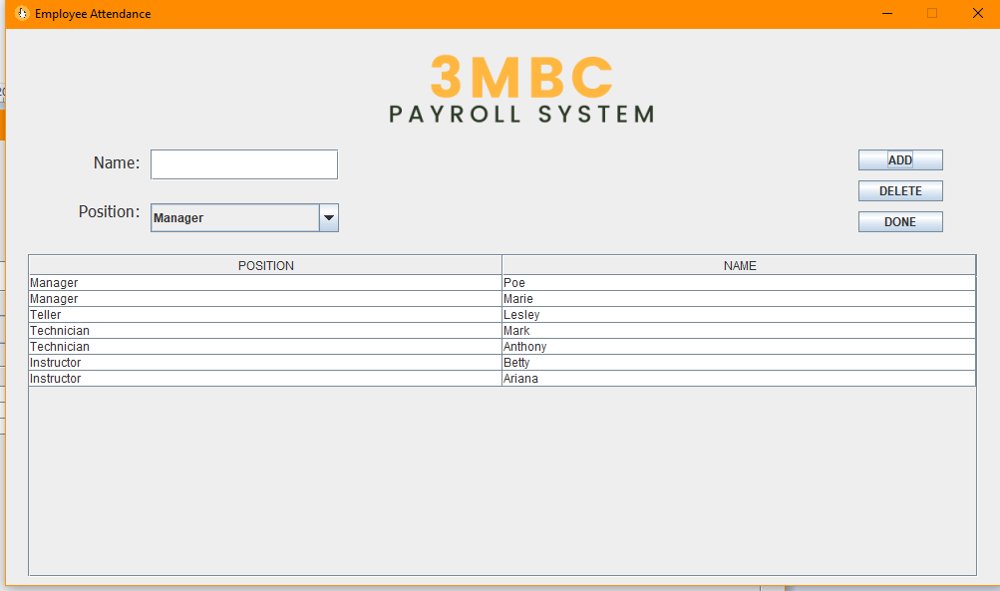 Employee Attendance
3MBC
PAYROLL SYSTEM
Name:
ADD
DELETE
Position: Manager
DONE
POSITION NAME
Manager Poe
Manager Marie
Teller Lesley
Technician Mark
Technician Anthony
Instructor Betty
Instructor Ariana